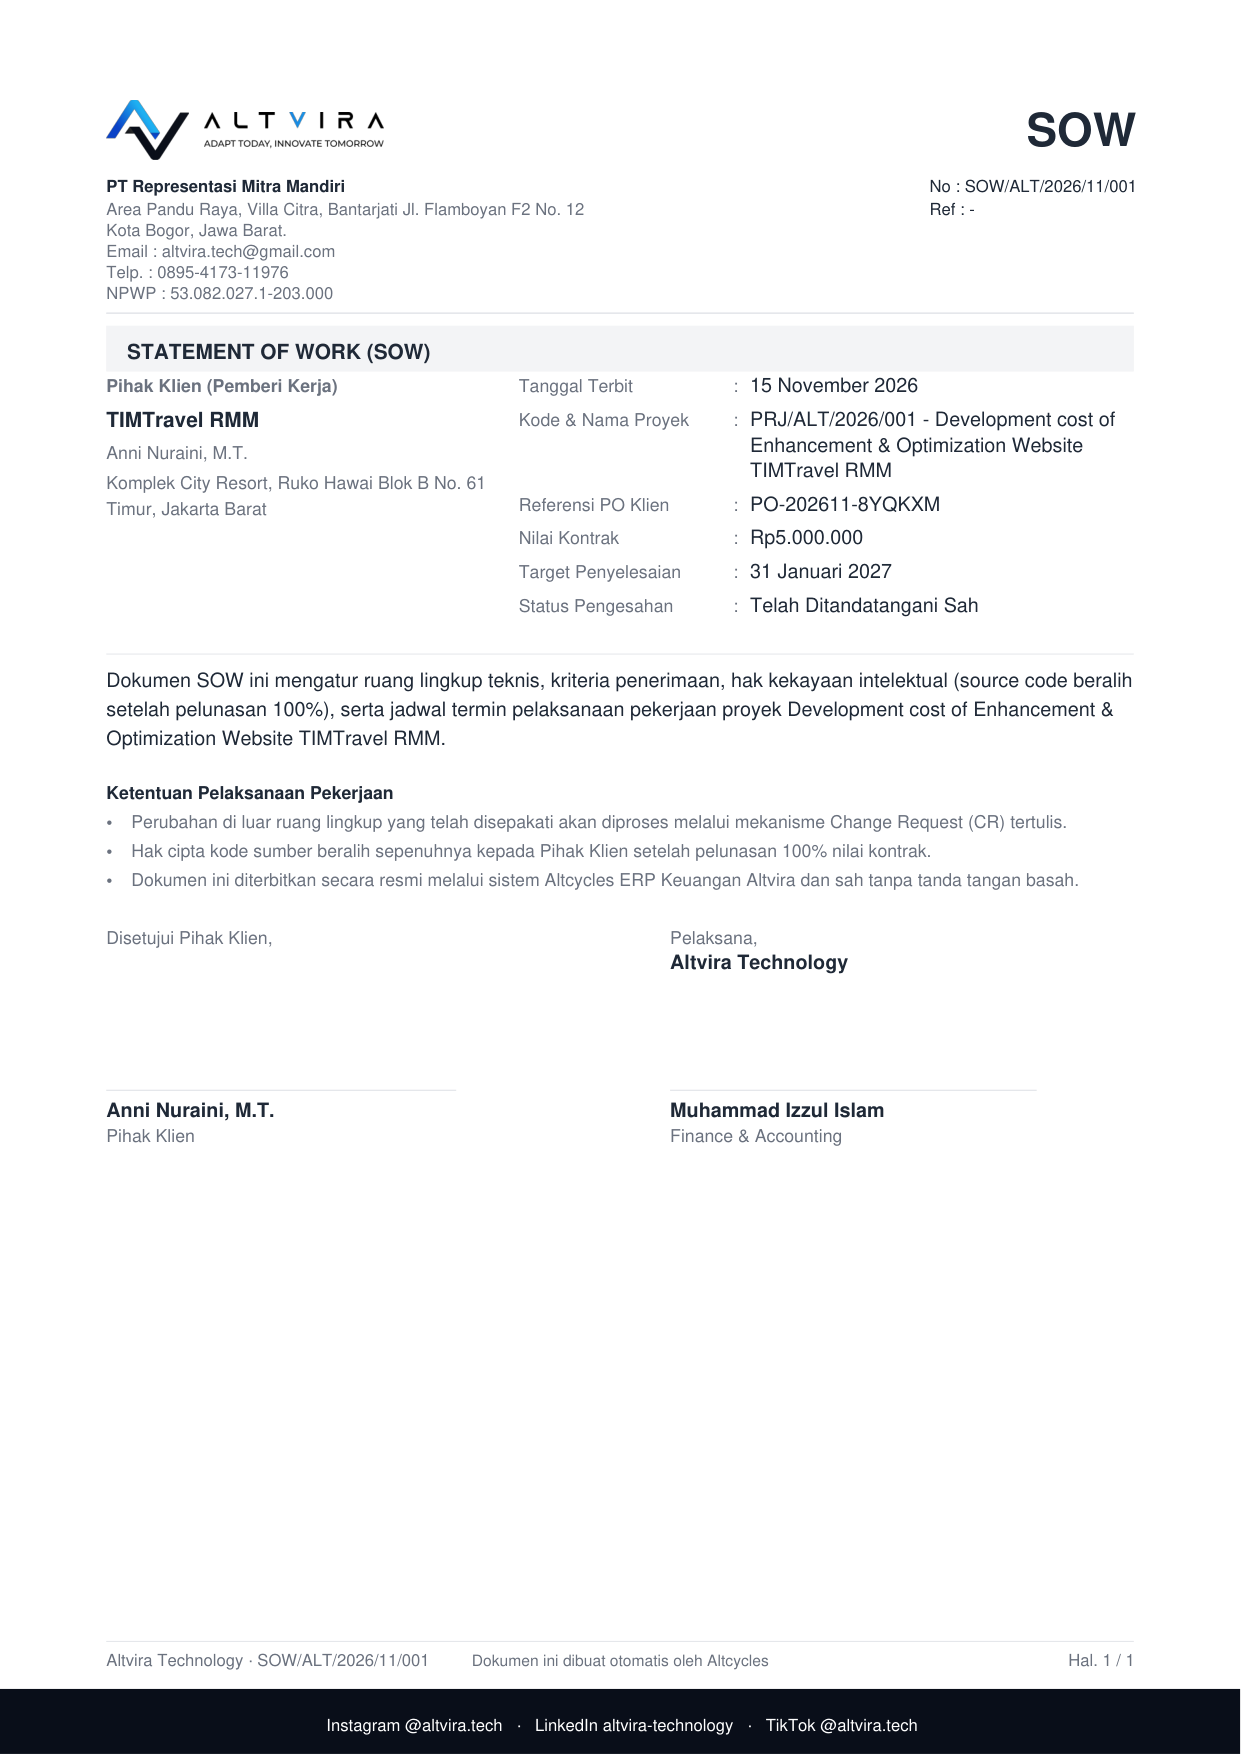 ALTVIRA
ADAPT TODAY, INNOVATE TOMORROW
SOW
PT Representasi Mitra Mandiri
Area Pandu Raya, Villa Citra, Bantarjati Jl. Flamboyan F2 No. 12
Kota Bogor, Jawa Barat.
Email : altvira.tech@gmail.com
Telp. : 0895-4173-11976
NPWP : 53.082.027.1-203.000
No : SOW/ALT/2026/11/001
Ref : -
STATEMENT OF WORK (SOW)
Pihak Klien (Pemberi Kerja)
TIMTravel RMM
Anni Nuraini, M.T.
Komplek City Resort, Ruko Hawai Blok B No. 61
Timur, Jakarta Barat
Tanggal Terbit : 15 November 2026
Kode & Nama Proyek : PRJ/ALT/2026/001 - Development cost of
Enhancement & Optimization Website
TIMTravel RMM
Referensi PO Klien : PO-202611-8YQKXM
Nilai Kontrak : Rp5.000.000
Target Penyelesaian : 31 Januari 2027
Status Pengesahan : Telah Ditandatangani Sah
Dokumen SOW ini mengatur ruang lingkup teknis, kriteria penerimaan, hak kekayaan intelektual (source code beralih
setelah pelunasan 100%), serta jadwal termin pelaksanaan pekerjaan proyek Development cost of Enhancement &
Optimization Website TIMTravel RMM.
Ketentuan Pelaksanaan Pekerjaan
• Perubahan di luar ruang lingkup yang telah disepakati akan diproses melalui mekanisme Change Request (CR) tertulis.
• Hak cipta kode sumber beralih sepenuhnya kepada Pihak Klien setelah pelunasan 100% nilai kontrak.
• Dokumen ini diterbitkan secara resmi melalui sistem Altcycles ERP Keuangan Altvira dan sah tanpa tanda tangan basah.
Disetujui Pihak Klien,
Pelaksana,
Altvira Technology
Anni Nuraini, M.T.
Pihak Klien
Muhammad Izzul Islam
Finance & Accounting
Altvira Technology · SOW/ALT/2026/11/001 Dokumen ini dibuat otomatis oleh Altcycles Hal. 1 / 1
Instagram @altvira.tech · LinkedIn altvira-technology · TikTok @altvira.tech